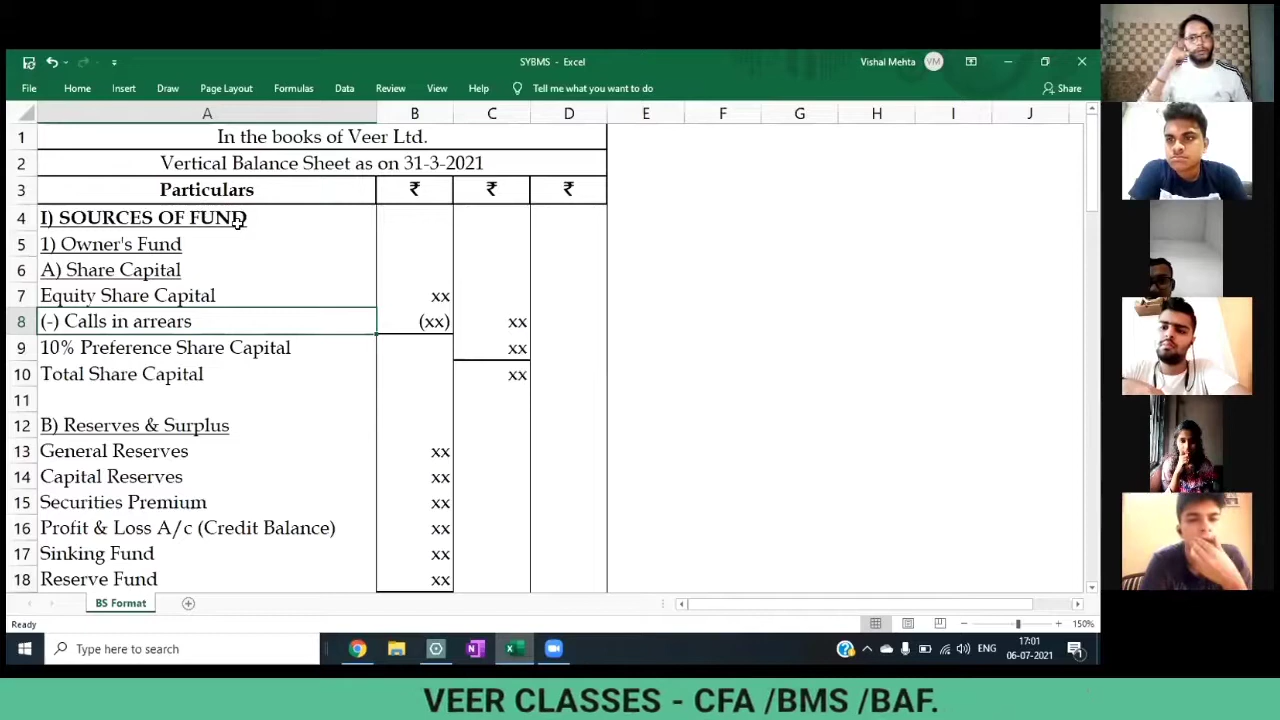 SYBMS - Excel
Vishal Mehta
VM
File Home Insert Draw Page Layout Formulas Data Review View Help Tell me what you want to do Share
A B C D E F G H I J
1 In the books of Veer Ltd.
2 Vertical Balance Sheet as on 31-3-2021
3 Particulars ₹ ₹ ₹
4 I) SOURCES OF FUND
5 1) Owner's Fund
6 A) Share Capital
7 Equity Share Capital xx
8 (-) Calls in arrears (xx) xx
9 10% Preference Share Capital xx
10 Total Share Capital xx
11
12 B) Reserves & Surplus
13 General Reserves xx
14 Capital Reserves xx
15 Securities Premium xx
16 Profit & Loss A/c (Credit Balance) xx
17 Sinking Fund xx
18 Reserve Fund xx
BS Format
Ready
150%
Type here to search
ENG
17:01
06-07-2021
1
VEER CLASSES - CFA /BMS /BAF.